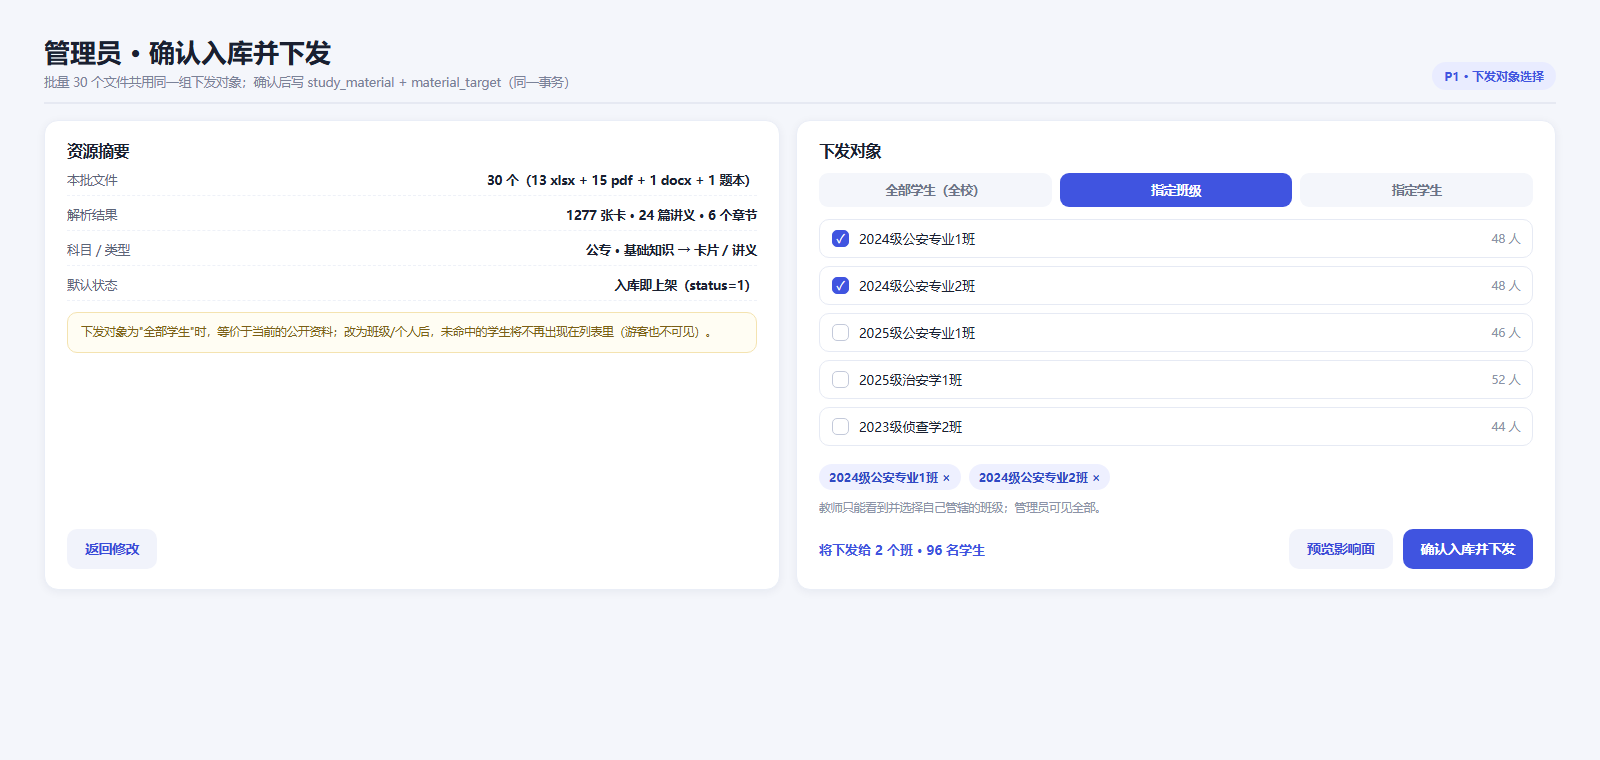 管理员 • 确认入库并下发
批量 30 个文件共用同一组下发对象；确认后写 study_material + material_target（同一事务）
P1 • 下发对象选择
资源摘要
本批文件 30 个（13 xlsx + 15 pdf + 1 docx + 1 题本）
解析结果 1277 张卡 • 24 篇讲义 • 6 个章节
科目 / 类型 公专 • 基础知识 → 卡片 / 讲义
默认状态 入库即上架（status=1）
下发对象为"全部学生"时，等价于当前的公开资料；改为班级/个人后，未命中的学生将不再出现在列表里（游客也不可见）。
返回修改
下发对象
全部学生（全校） 指定班级 指定学生
2024级公安专业1班 48 人
2024级公安专业2班 48 人
2025级公安专业1班 46 人
2025级治安学1班 52 人
2023级侦查学2班 44 人
2024级公安专业1班 × 2024级公安专业2班 ×
教师只能看到并选择自己管辖的班级；管理员可见全部。
将下发给 2 个班 • 96 名学生 预览影响面 确认入库并下发